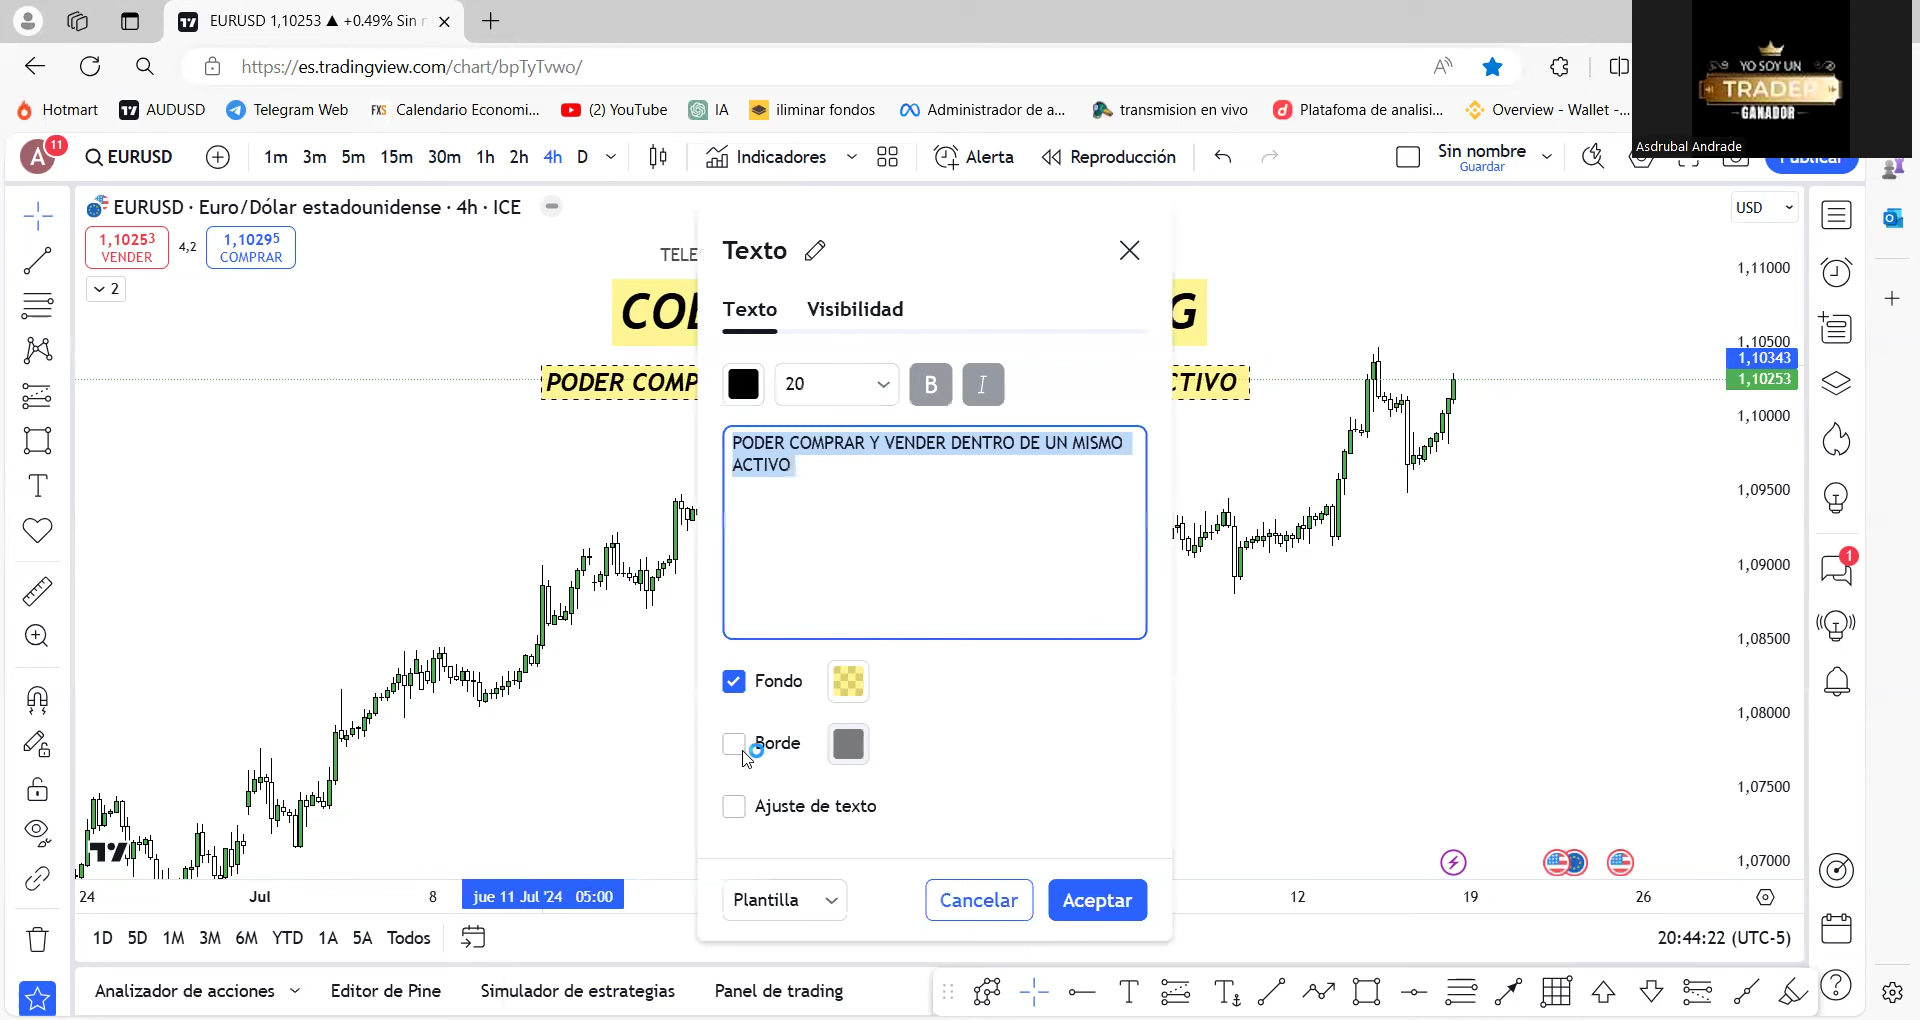 EURUSD 1,10253 ▲ +0.49% Sin
https://es.tradingview.com/chart/bpTyTvwo/
Hotmart
AUDUSD
Telegram Web
FXS Calendario Economi...
(2) YouTube
IA
iliminar fondos
Administrador de a...
transmision en vivo
Platafoma de analisi...
Overview - Wallet -...
YO SOY UN
TRADER
GANADOR
Asdrubal Andrade
A
11
EURUSD
1m 3m 5m 15m 30m 1h 2h 4h D
Indicadores
Alerta
Reproducción
Sin nombre
Guardar
Publicar
EURUSD · Euro/Dólar estadounidense · 4h · ICE
USD
1,10253
VENDER
4,2
1,10295
COMPRAR
2
TELE
COL
G
PODER COMP
CTIVO
Texto
Texto
Visibilidad
20
B
I
PODER COMPRAR Y VENDER DENTRO DE UN MISMO
ACTIVO
Fondo
Borde
Ajuste de texto
Plantilla
Cancelar
Aceptar
1,11000
1,10500
1,10343
1,10253
1,10000
1,09500
1,09000
1,08500
1,08000
1,07500
1,07000
1
24
Jul
8
jue 11 Jul '24 05:00
12
19
26
1D 5D 1M 3M 6M YTD 1A 5A Todos
20:44:22 (UTC-5)
Analizador de acciones
Editor de Pine
Simulador de estrategias
Panel de trading